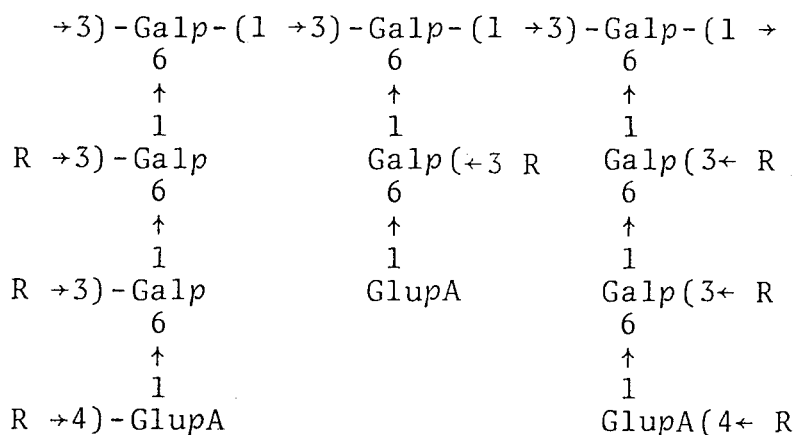 →3)-Galp-(1 →3)-Galp-(1 →3)-Galp-(1 →
6 6 6
↑ ↑ ↑
1 1 1
R →3)-Galp Galp(←3 R Galp(3← R
6 6 6
↑ ↑ ↑
1 1 1
R →3)-Galp GlupA Galp(3← R
6 6
↑ ↑
1 1
R →4)-GlupA GlupA(4← R